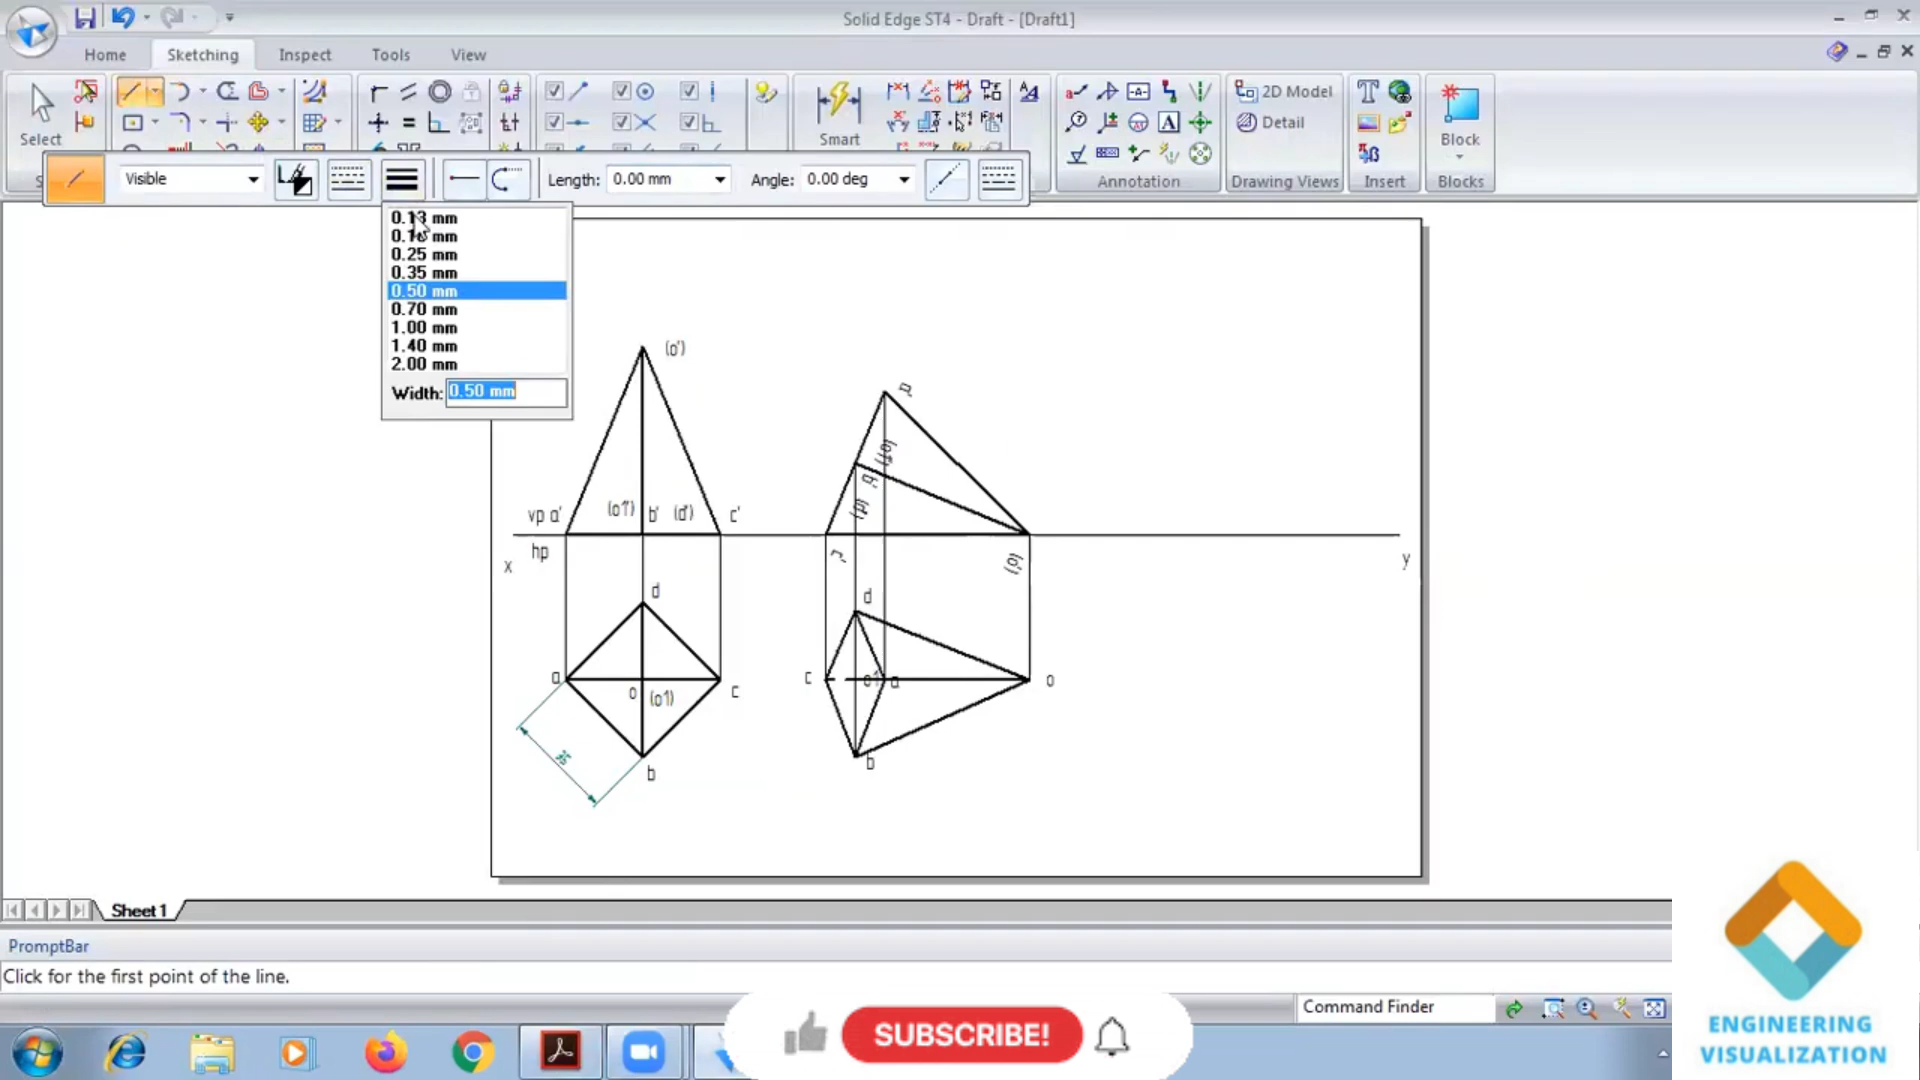 Solid Edge ST4 - Draft - [Draft1]
Home Sketching Inspect Tools View
Select
Smart
2D Model
Detail
Block
Annotation Drawing Views Insert Blocks
Visible
Length: 0.00 mm
Angle: 0.00 deg
0.13 mm
0.25 mm
0.35 mm
0.50 mm
0.70 mm
1.00 mm
1.40 mm
2.00 mm
Width: 0.50 mm
(o')
vp a' (o1') b' (d') c'
hp
x
y
d
a o (o1) c
b
35
(o1')
b'
(d')
c'
(o')
d
c o1 a o
b
Sheet 1
PromptBar
Click for the first point of the line.
Command Finder
SUBSCRIBE!
ENGINEERING
VISUALIZATION